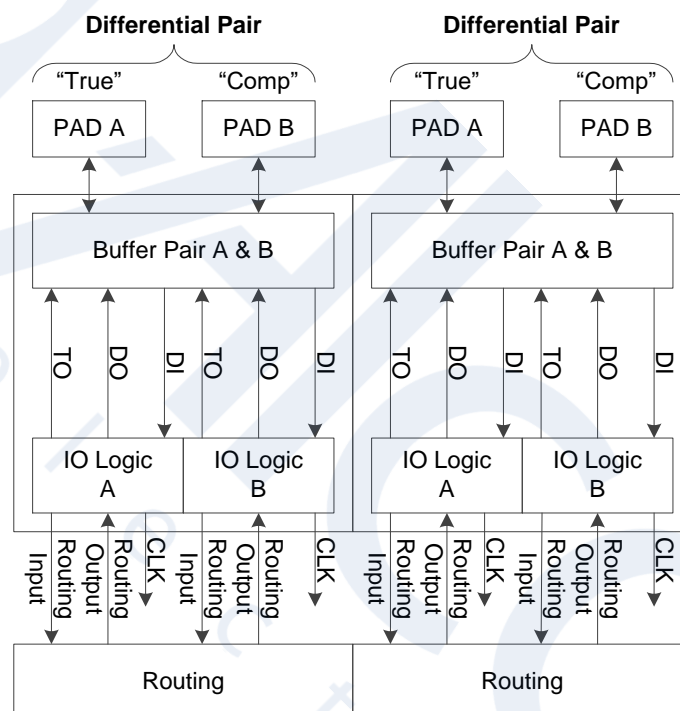 Differential Pair Differential Pair
“True” “Comp” “True” “Comp”
PAD A PAD B PAD A PAD B
Buffer Pair A & B Buffer Pair A & B
TO DO DI TO DO DI TO DO DI TO DO DI
IO Logic A IO Logic B IO Logic A IO Logic B
Routing Input Routing Output CLK Routing Input Routing Output CLK Routing Input Routing Output CLK Routing Input Routing Output CLK
Routing Routing